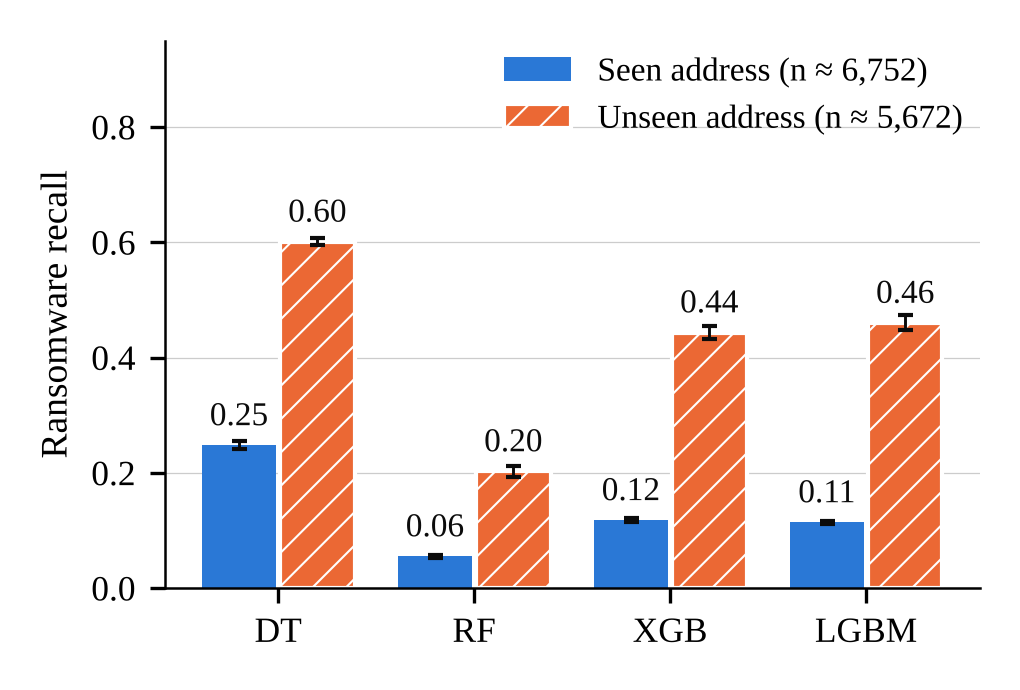 Seen address (n ≈ 6,752)
Unseen address (n ≈ 5,672)
Ransomware recall
0.8
0.6
0.4
0.2
0.0
0.25
0.60
0.06
0.20
0.12
0.44
0.11
0.46
DT
RF
XGB
LGBM